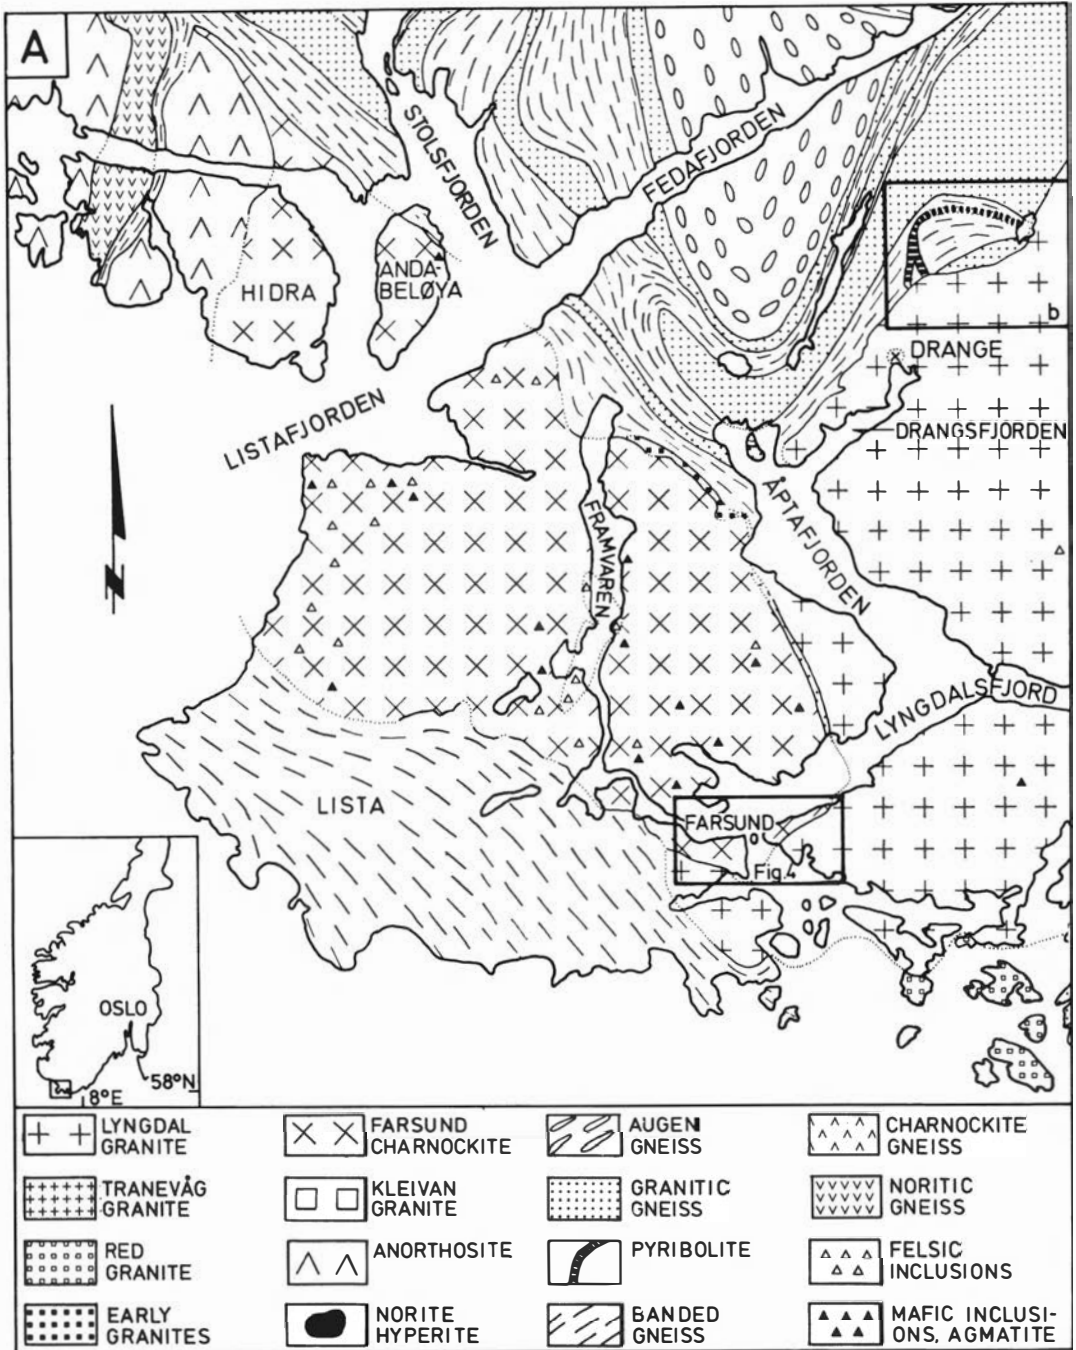 A
STOLSFJORDEN
FEDAFJORDEN
HIDRA
ANDA-
BELØYA
b
DRANGE
DRANGSFJORDEN
LISTAFJORDEN
ÅPTAFJORDEN
FRAMVAREN
LYNGDALSFJORD
LISTA
FARSUND
Fig.4
N
OSLO
58°N
8°E
LYNGDAL
GRANITE
FARSUND
CHARNOCKITE
AUGEN
GNEISS
CHARNOCKITE
GNEISS
TRANEVÅG
GRANITE
KLEIVAN
GRANITE
GRANITIC
GNEISS
NORITIC
GNEISS
RED
GRANITE
ANORTHOSITE
PYRIBOLITE
FELSIC
INCLUSIONS
EARLY
GRANITES
NORITE
HYPERITE
BANDED
GNEISS
MAFIC INCLUSI-
ONS, AGMATITE